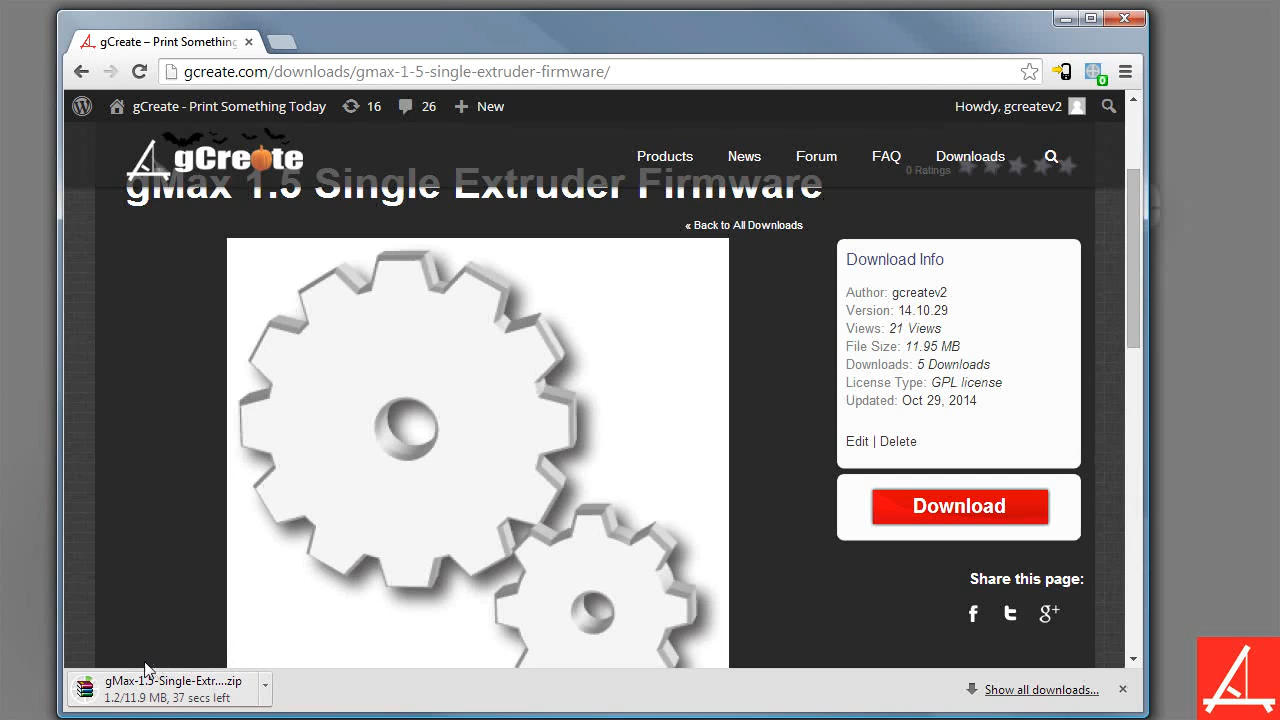 gCreate – Print Something
gcreate.com/downloads/gmax-1-5-single-extruder-firmware/
0
gCreate - Print Something Today 16 26 New Howdy, gcreatev2
gCreate Products News Forum FAQ Downloads
0 Ratings
gMax 1.5 Single Extruder Firmware
« Back to All Downloads
Download Info
Author: gcreatev2
Version: 14.10.29
Views: 21 Views
File Size: 11.95 MB
Downloads: 5 Downloads
License Type: GPL license
Updated: Oct 29, 2014
Edit | Delete
Download
Share this page:
gMax-1.5-Single-Extr....zip
1.2/11.9 MB, 37 secs left
Show all downloads...